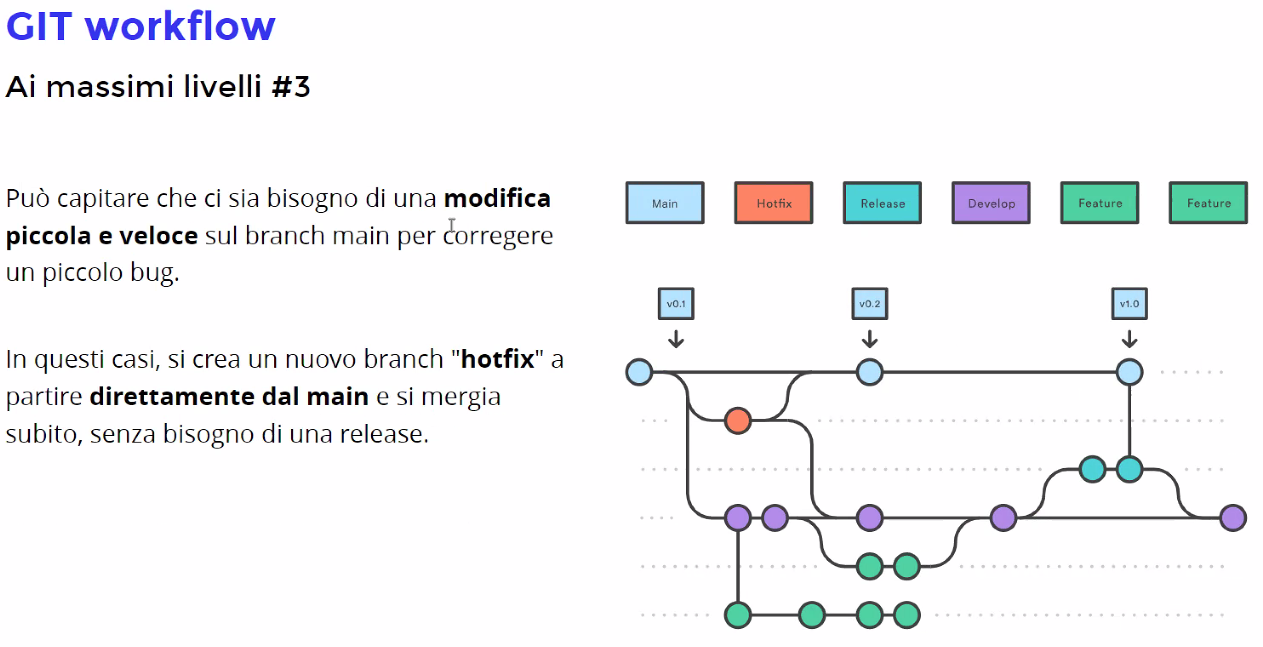 GIT workflow
Ai massimi livelli #3
Può capitare che ci sia bisogno di una modifica
piccola e veloce sul branch main per corregere
un piccolo bug.
In questi casi, si crea un nuovo branch "hotfix" a
partire direttamente dal main e si mergia
subito, senza bisogno di una release.
Main Hotfix Release Develop Feature Feature
v0.1 v0.2 v1.0